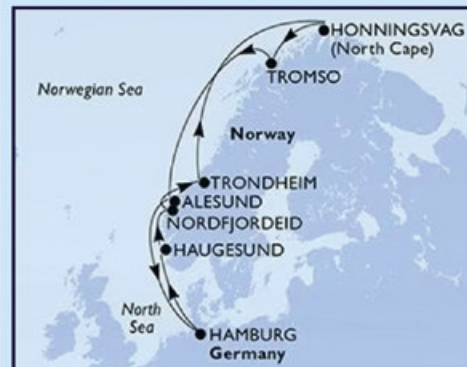 HONNINGSVAG
(North Cape)
TROMSO
Norwegian Sea
Norway
TRONDHEIM
ALESUND
NORDFJORDEID
HAUGESUND
North
Sea
HAMBURG
Germany